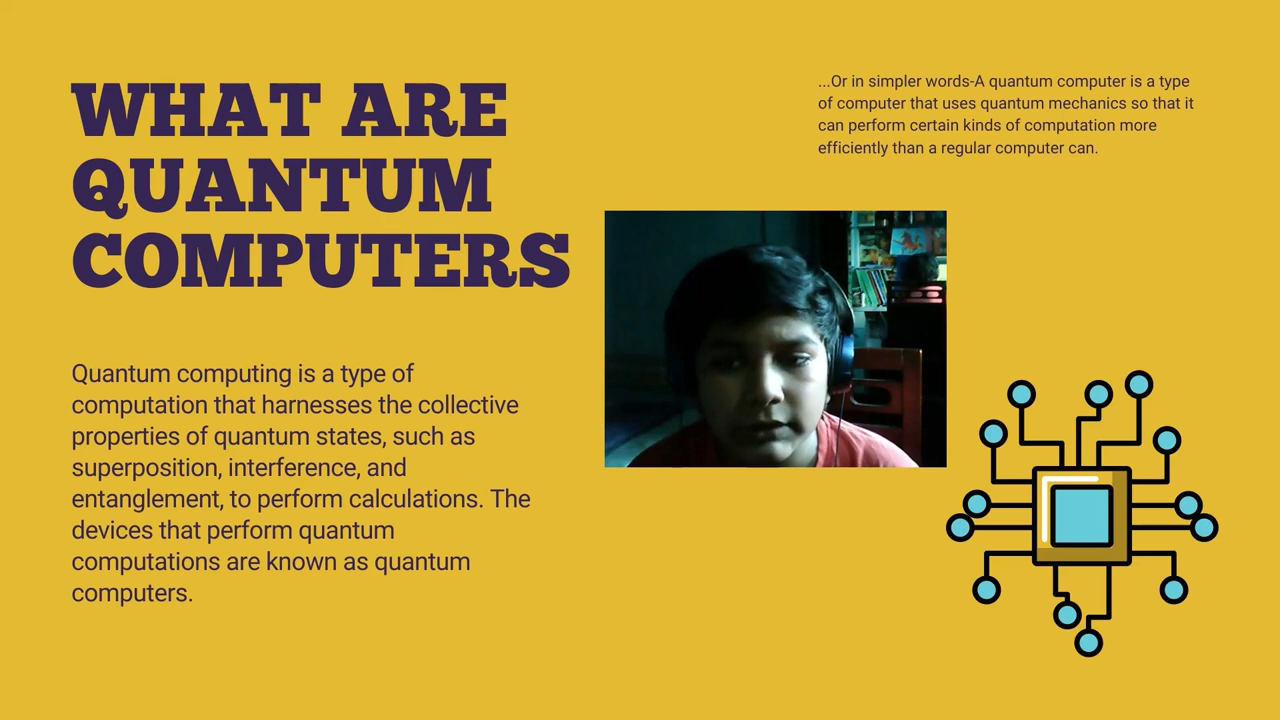 WHAT ARE
QUANTUM
COMPUTERS
Quantum computing is a type of
computation that harnesses the collective
properties of quantum states, such as
superposition, interference, and
entanglement, to perform calculations. The
devices that perform quantum
computations are known as quantum
computers.
...Or in simpler words-A quantum computer is a type
of computer that uses quantum mechanics so that it
can perform certain kinds of computation more
efficiently than a regular computer can.